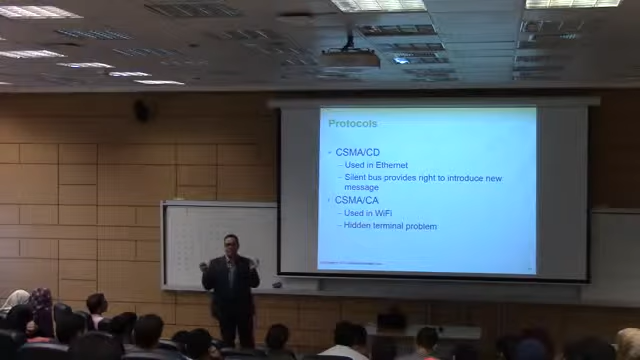 Protocols
• CSMA/CD
– Used in Ethernet
– Silent bus provides right to introduce new
message
• CSMA/CA
– Used in WiFi
– Hidden terminal problem